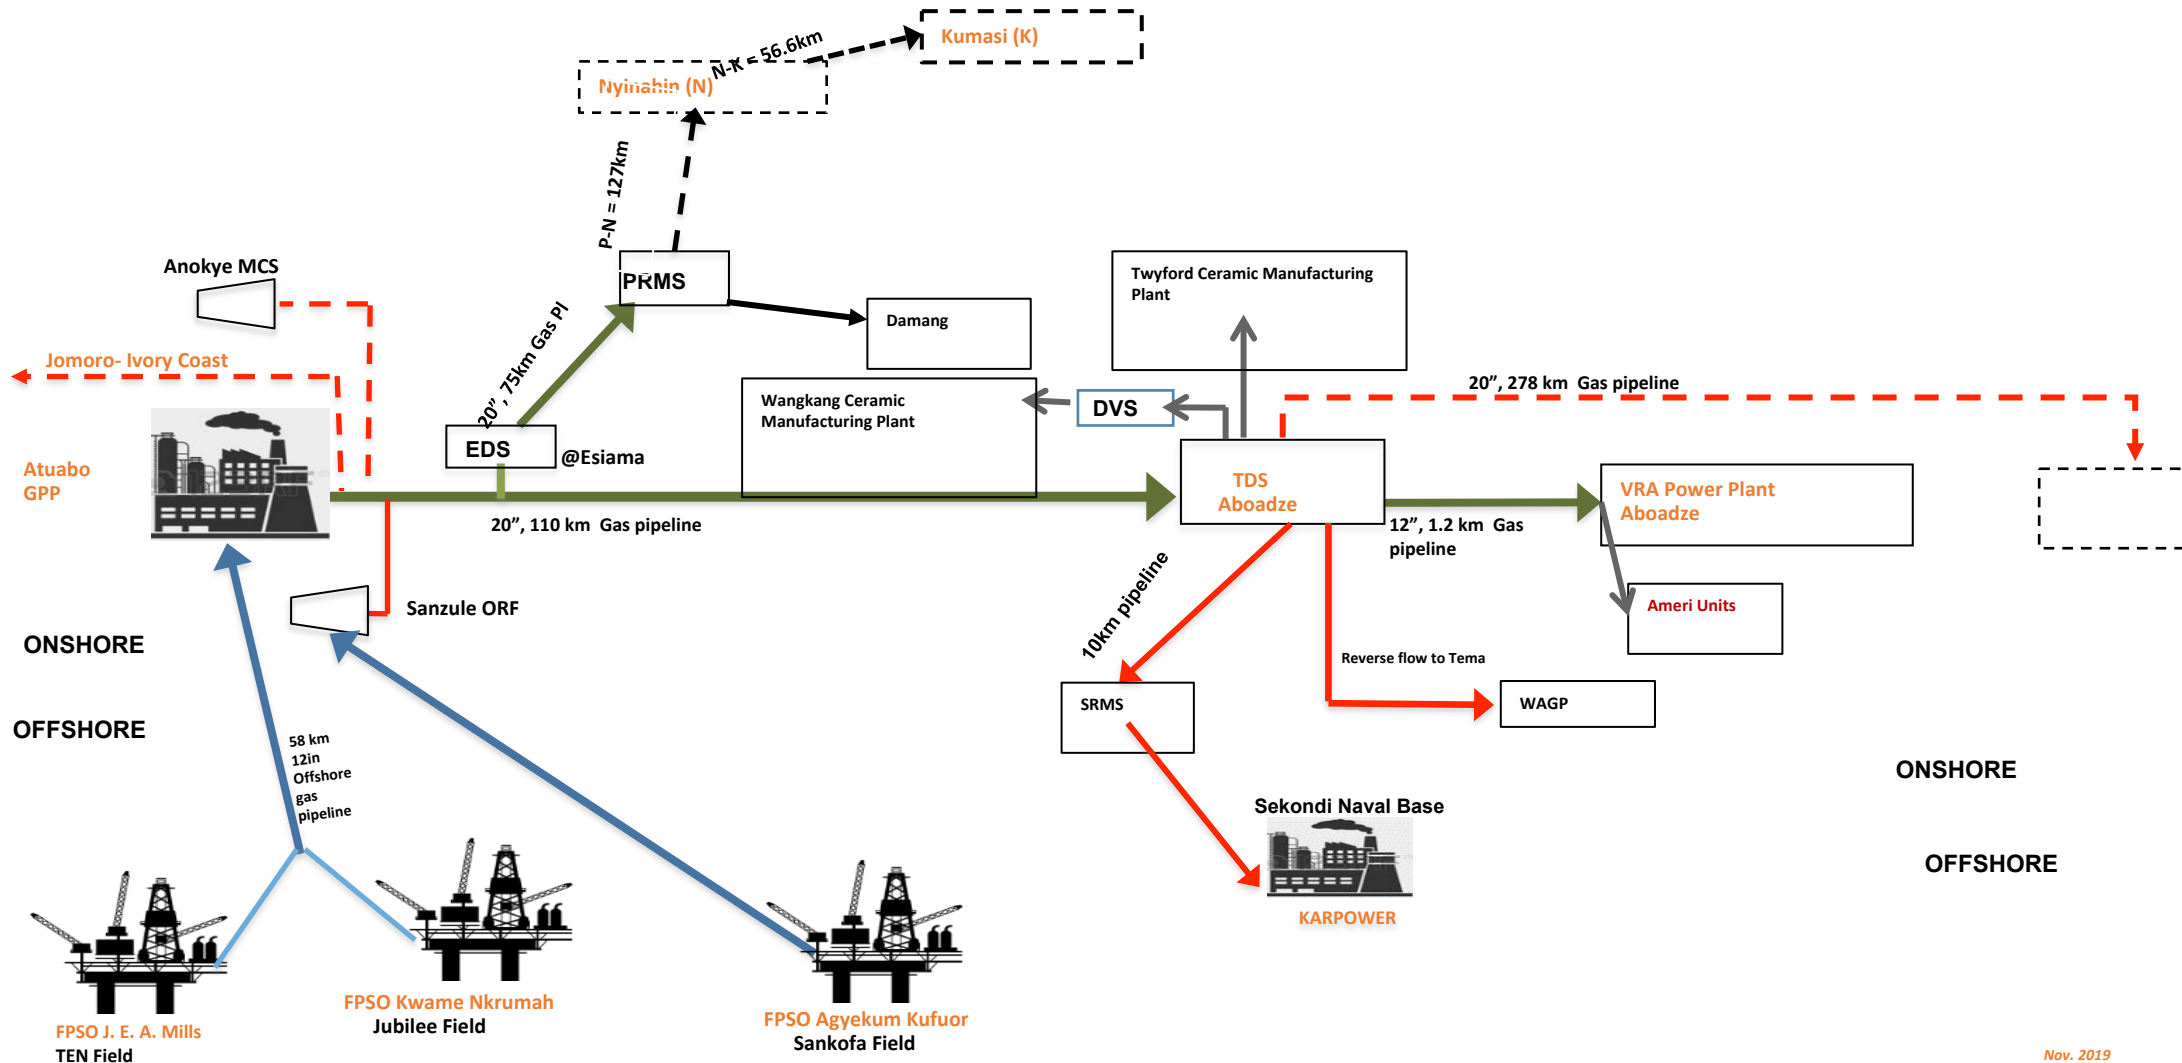 Kumasi (K)
N-K = 56.6km
Nyinahin (N)
P-N = 127km
Anokye MCS
PRMS
Twyford Ceramic Manufacturing
Plant
Damang
Jomoro- Ivory Coast
20”, 75km Gas Pl
20”, 278 km  Gas pipeline
Wangkang Ceramic
Manufacturing Plant
DVS
EDS
@Esiama
Atuabo
GPP
TDS
Aboadze
VRA Power Plant
Aboadze
20”, 110 km  Gas pipeline
12”, 1.2 km  Gas
pipeline
10km pipeline
Sanzule ORF
Ameri Units
ONSHORE
Reverse flow to Tema
SRMS
WAGP
OFFSHORE
58 km
12in
Offshore
gas
pipeline
ONSHORE
Sekondi Naval Base
OFFSHORE
KARPOWER
FPSO Kwame Nkrumah
Jubilee Field
FPSO Agyekum Kufuor
Sankofa Field
FPSO J. E. A. Mills
TEN Field
Nov. 2019